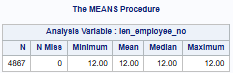 The MEANS Procedure
Analysis Variable : len_employee_no
N N Miss Minimum Mean Median Maximum
4867 0 12.00 12.00 12.00 12.00